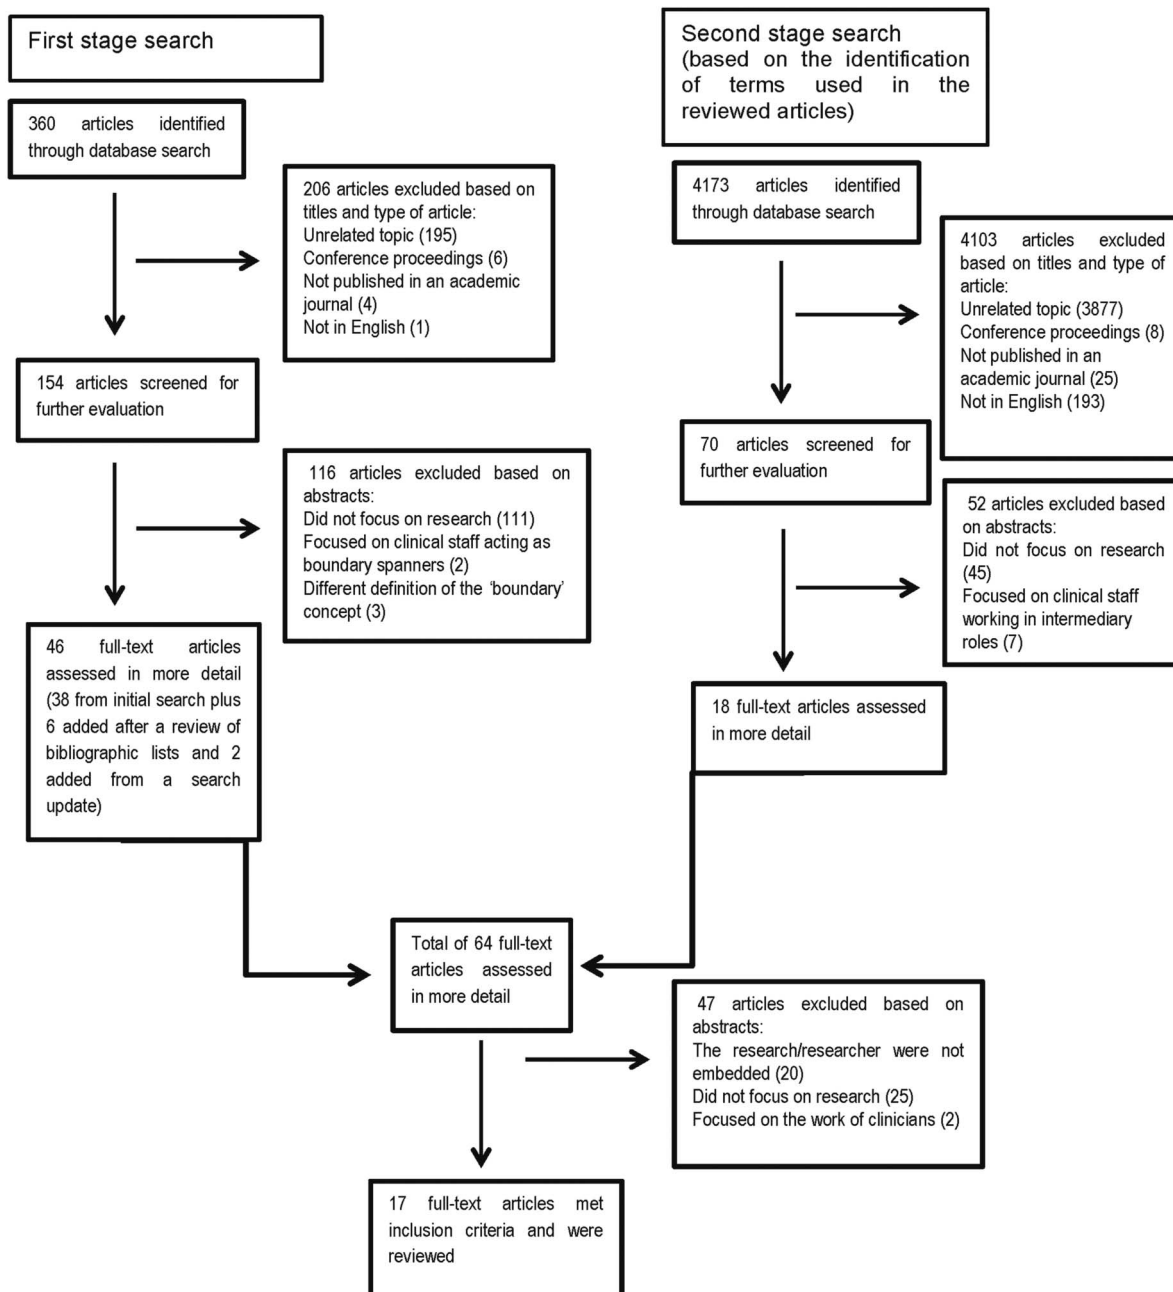 First stage search
360 articles identified
through database search
206 articles excluded based on
titles and type of article:
Unrelated topic (195)
Conference proceedings (6)
Not published in an academic
journal (4)
Not in English (1)
154 articles screened for
further evaluation
116 articles excluded based on
abstracts:
Did not focus on research (111)
Focused on clinical staff acting as
boundary spanners (2)
Different definition of the ‘boundary’
concept (3)
46 full-text articles
assessed in more detail
(38 from initial search plus
6 added after a review of
bibliographic lists and 2
added from a search
update)
Second stage search
(based on the identification
of terms used in the
reviewed articles)
4173 articles identified
through database search
4103 articles excluded
based on titles and type of
article:
Unrelated topic (3877)
Conference proceedings (8)
Not published in an
academic journal (25)
Not in English (193)
70 articles screened for
further evaluation
52 articles excluded based
on abstracts:
Did not focus on research
(45)
Focused on clinical staff
working in intermediary
roles (7)
18 full-text articles assessed
in more detail
Total of 64 full-text
articles assessed
in more detail
47 articles excluded based on
abstracts:
The research/researcher were not
embedded (20)
Did not focus on research (25)
Focused on the work of clinicians (2)
17 full-text articles met
inclusion criteria and were
reviewed